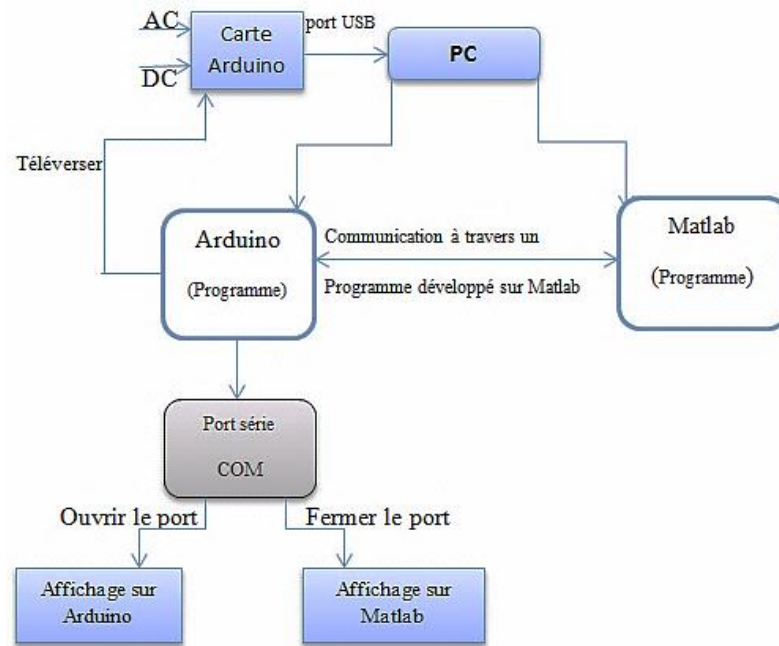 AC
DC
Carte
Arduino
port USB
PC
Téléverser
Arduino
(Programme)
Communication à travers un
Programme développé sur Matlab
Matlab
(Programme)
Port série
COM
Ouvrir le port
Fermer le port
Affichage sur
Arduino
Affichage sur
Matlab